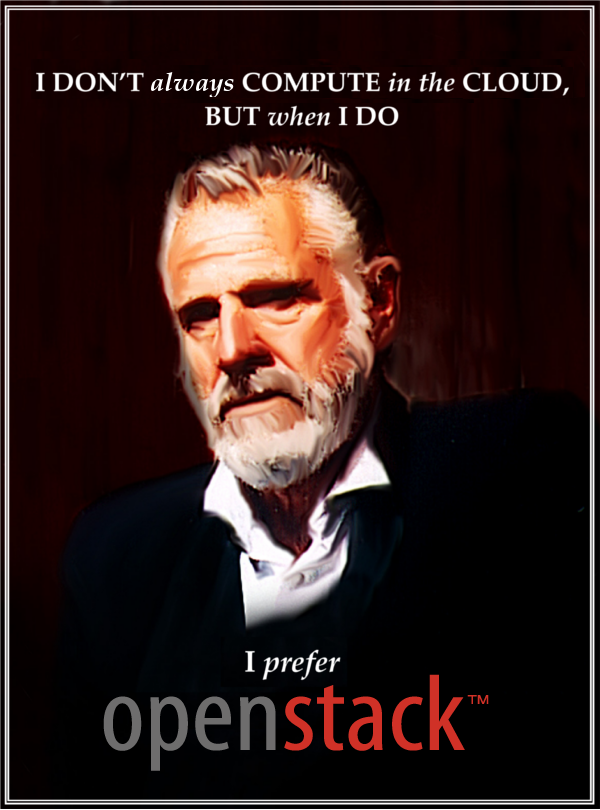 I DON'T always COMPUTE in the CLOUD,
BUT when I DO
I prefer
openstack™